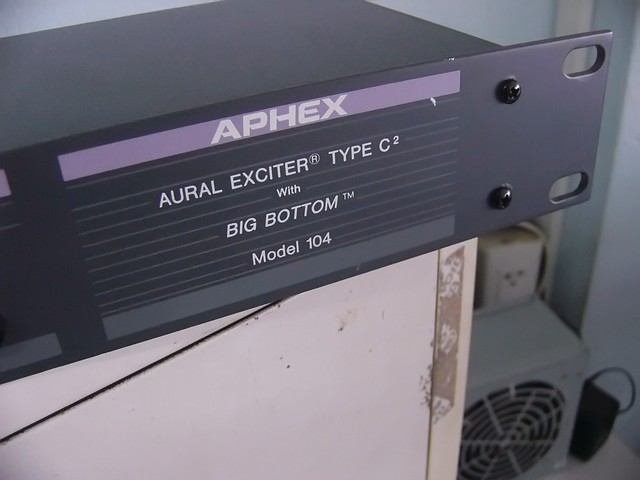 APHEX
AURAL EXCITER® TYPE C²
With
BIG BOTTOM™
Model 104